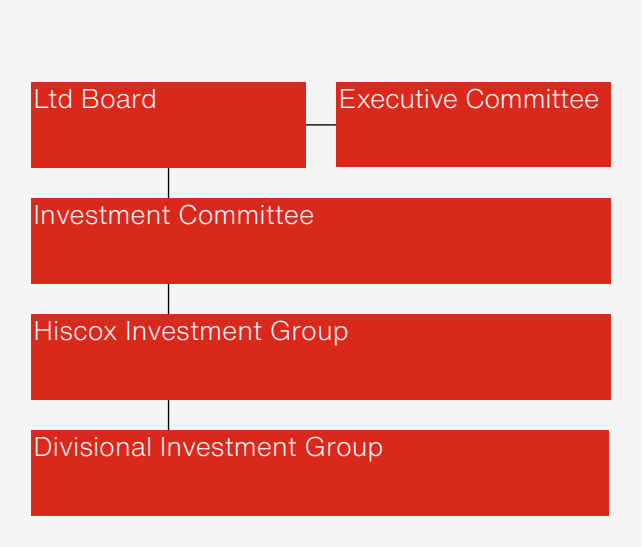 Ltd Board
Executive Committee
Investment Committee
Hiscox Investment Group
Divisional Investment Group